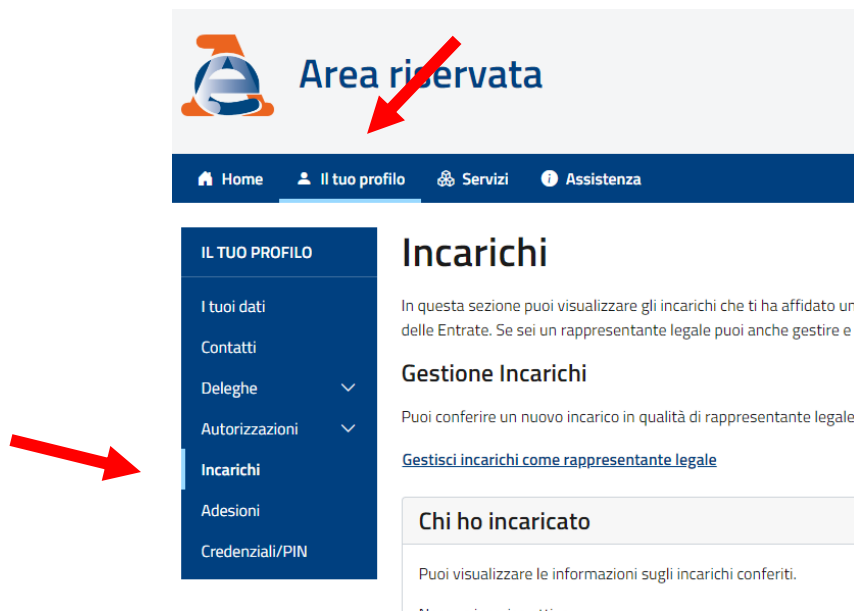 Area riservata
Home Il tuo profilo Servizi Assistenza
IL TUO PROFILO
I tuoi dati
Contatti
Deleghe
Autorizzazioni
Incarichi
Adesioni
Credenziali/PIN
Incarichi
In questa sezione puoi visualizzare gli incarichi che ti ha affidato un
delle Entrate. Se sei un rappresentante legale puoi anche gestire e
Gestione Incarichi
Puoi conferire un nuovo incarico in qualità di rappresentante legale
Gestisci incarichi come rappresentante legale
Chi ho incaricato
Puoi visualizzare le informazioni sugli incarichi conferiti.